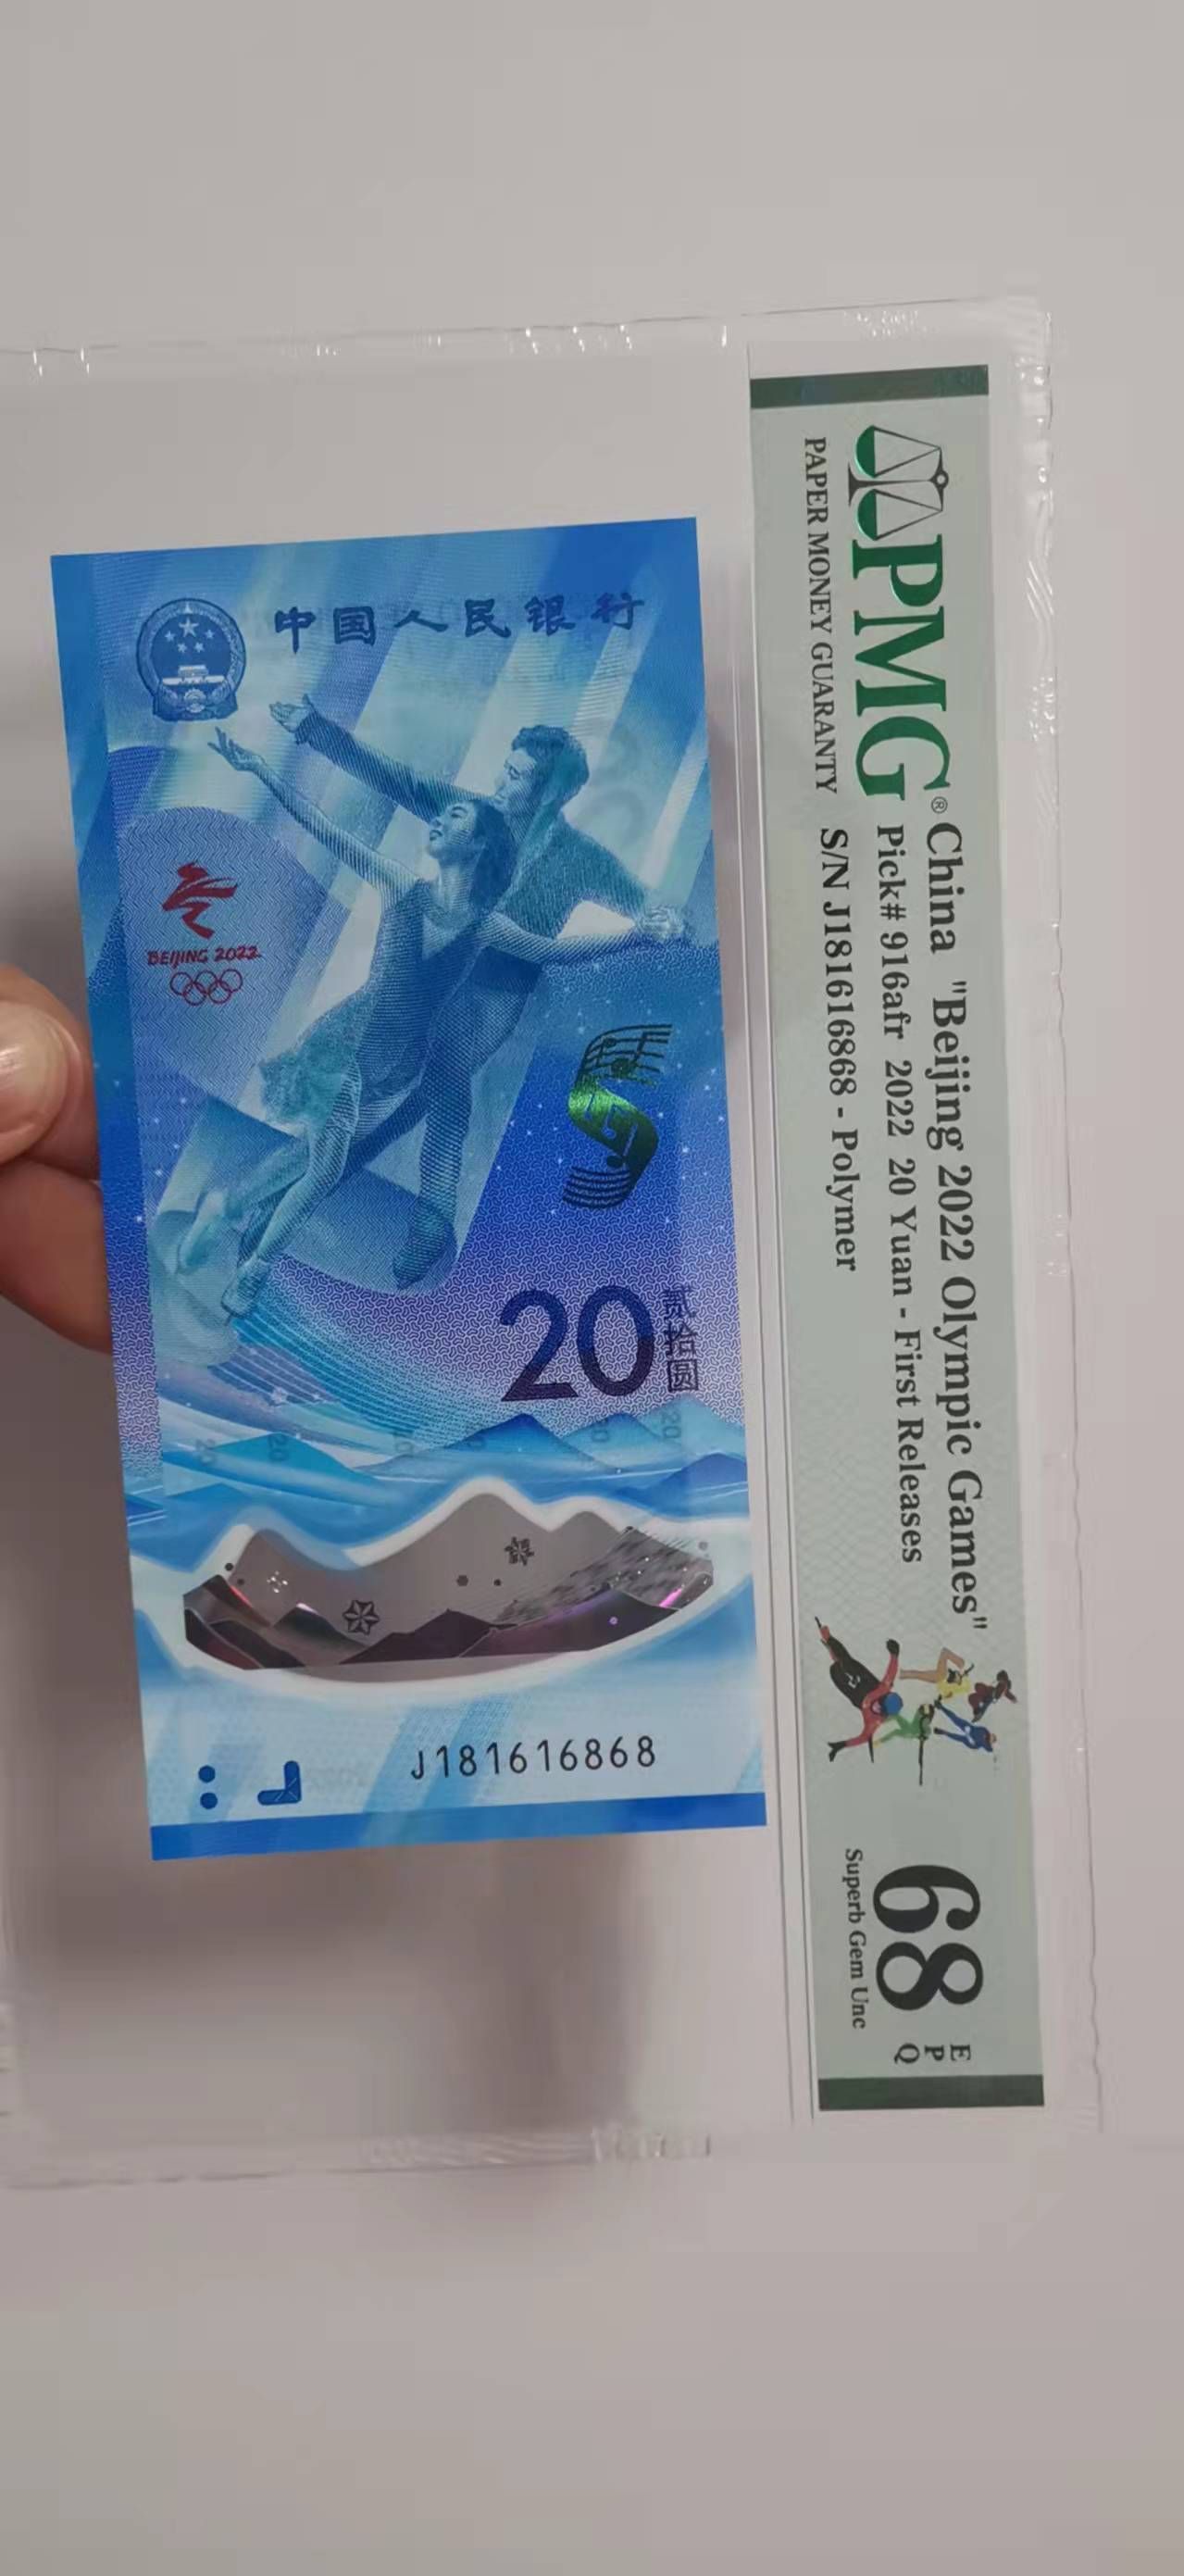 PMG®
PAPER MONEY GUARANTY
China "Beijing 2022 Olympic Games"
Pick# 916afr 2022 20 Yuan - First Releases
S/N J181616868 - Polymer
68
EPQ
Superb Gem Unc
中国人民银行
BEIJING 2022
20
贰拾圆
J181616868